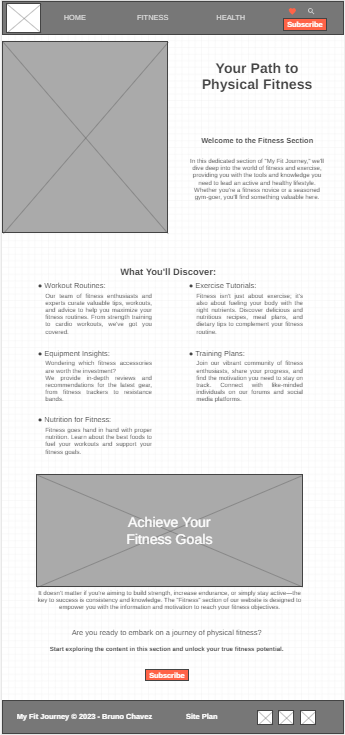 HOME FITNESS HEALTH
Subscribe
Your Path to
Physical Fitness
Welcome to the Fitness Section
In this dedicated section of "My Fit Journey," we'll
dive deep into the world of fitness and exercise,
providing you with the tools and knowledge you
need to lead an active and healthy lifestyle.
Whether you're a fitness novice or a seasoned
gym-goer, you'll find something valuable here.
What You'll Discover:
Workout Routines:
Our team of fitness enthusiasts and
experts curate valuable tips, workouts,
and advice to help you maximize your
fitness routines. From strength training
to cardio workouts, we've got you
covered.
Exercise Tutorials:
Fitness isn't just about exercise; it's
also about fueling your body with the
right nutrients. Discover delicious and
nutritious recipes, meal plans, and
dietary tips to complement your fitness
routine.
Equipment Insights:
Wondering which fitness accessories
are worth the investment?
We provide in-depth reviews and
recommendations for the latest gear,
from fitness trackers to resistance
bands.
Training Plans:
Join our vibrant community of fitness
enthusiasts, share your progress, and
find the motivation you need to stay on
track. Connect with like-minded
individuals on our forums and social
media platforms.
Nutrition for Fitness:
Fitness goes hand in hand with proper
nutrition. Learn about the best foods to
fuel your workouts and support your
fitness goals.
Achieve Your
Fitness Goals
It doesn't matter if you're aiming to build strength, increase endurance, or simply stay active—the
key to success is consistency and knowledge. The "Fitness" section of our website is designed to
empower you with the information and motivation to reach your fitness objectives.
Are you ready to embark on a journey of physical fitness?
Start exploring the content in this section and unlock your true fitness potential.
Subscribe
My Fit Journey © 2023 - Bruno Chavez Site Plan